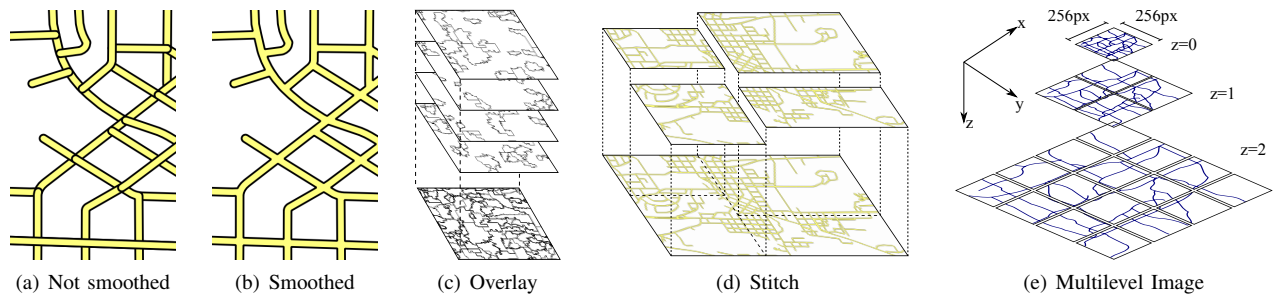 256px 256px
x
z=0
y
z
z=1
z=2
(a) Not smoothed
(b) Smoothed
(c) Overlay
(d) Stitch
(e) Multilevel Image